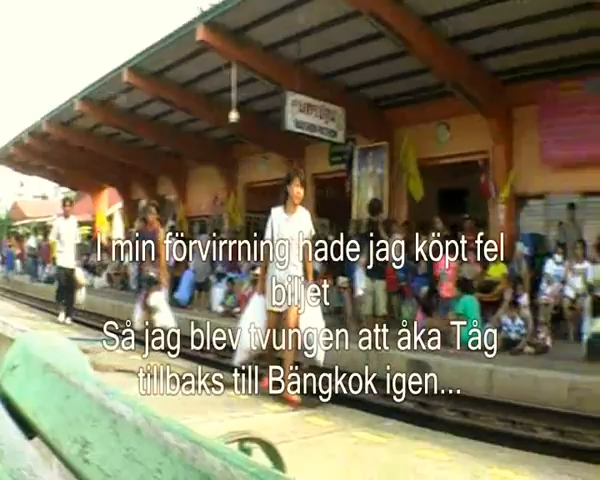 I min förvirrning hade jag köpt fel
biljet
Så jag blev tvungen att åka Tåg
tillbaks till Bängkok igen...